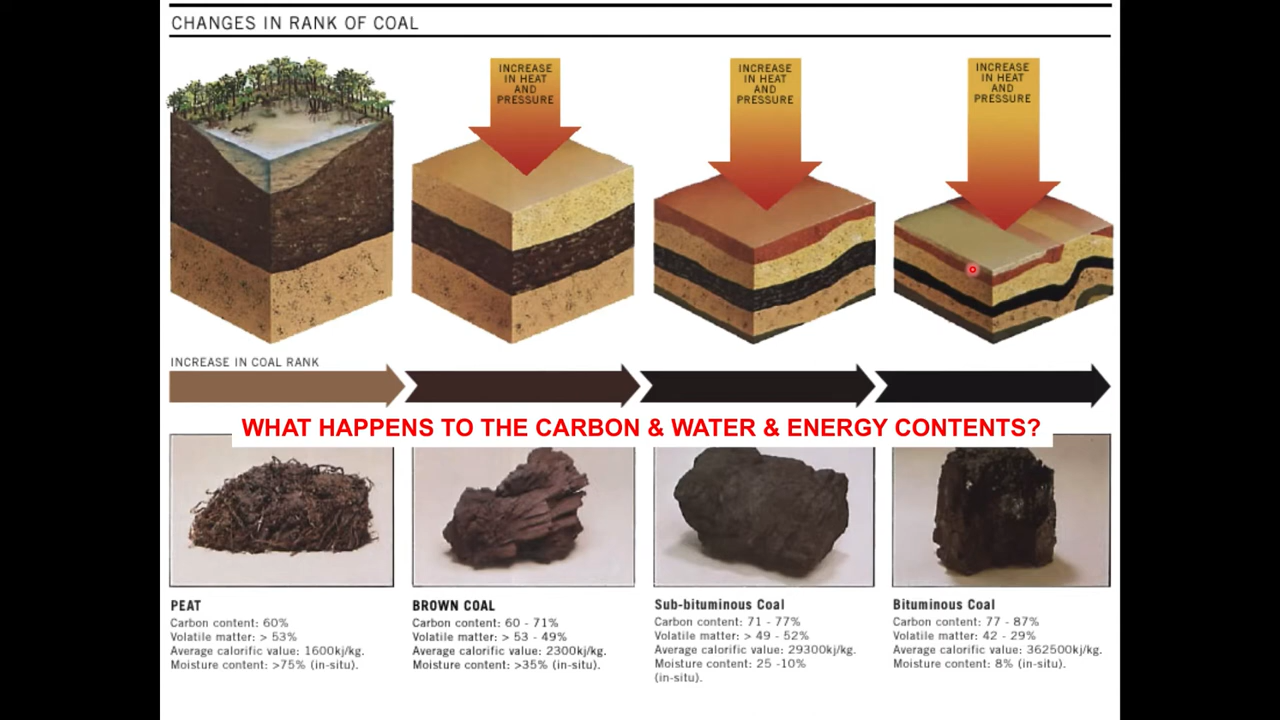 CHANGES IN RANK OF COAL
INCREASE
IN HEAT
AND
PRESSURE
INCREASE
IN HEAT
AND
PRESSURE
INCREASE
IN HEAT
AND
PRESSURE
INCREASE IN COAL RANK
WHAT HAPPENS TO THE CARBON & WATER & ENERGY CONTENTS?
PEAT
Carbon content: 60%
Volatile matter: > 53%
Average calorific value: 1600kj/kg.
Moisture content: >75% (in-situ).
BROWN COAL
Carbon content: 60 - 71%
Volatile matter: > 53 - 49%
Average calorific value: 2300kj/kg.
Moisture content: >35% (in-situ).
Sub-bituminous Coal
Carbon content: 71 - 77%
Volatile matter: > 49 - 52%
Average calorific value: 29300kj/kg.
Moisture content: 25 -10%
(in-situ).
Bituminous Coal
Carbon content: 77 - 87%
Volatile matter: 42 - 29%
Average calorific value: 362500kj/kg.
Moisture content: 8% (in-situ).